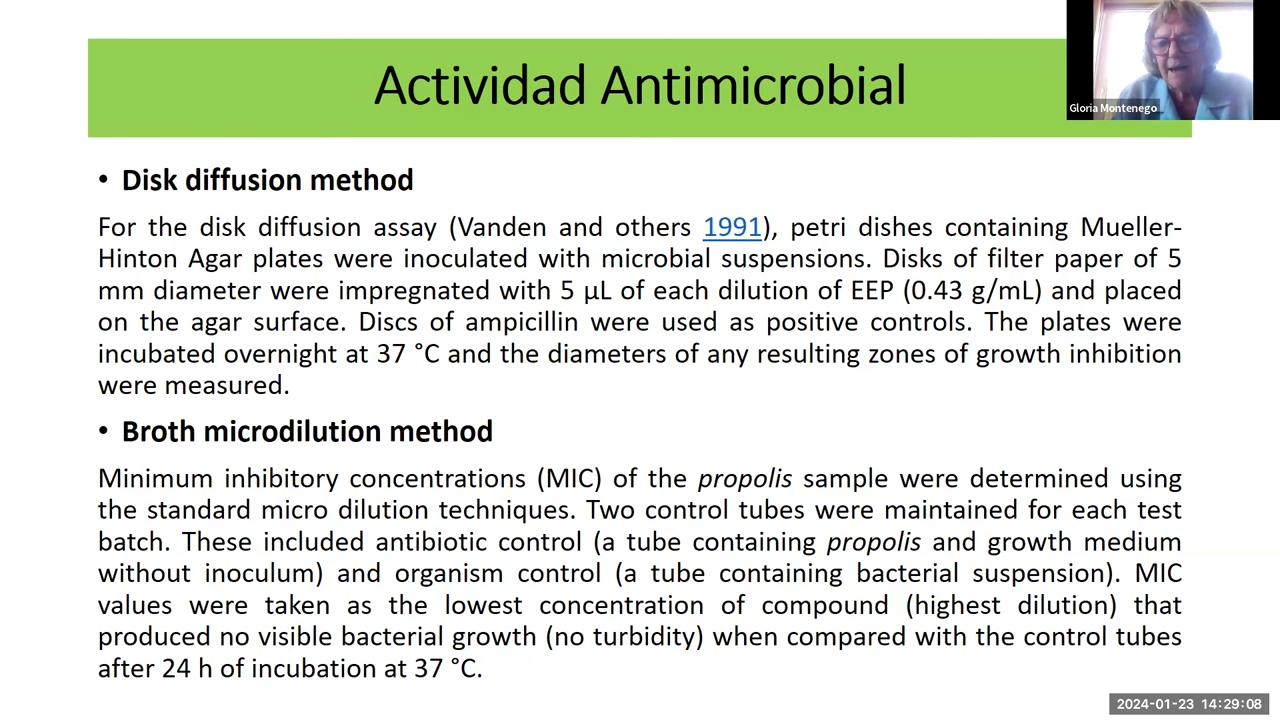 Actividad Antimicrobial
Gloria Montenego
• Disk diffusion method
For the disk diffusion assay (Vanden and others 1991), petri dishes containing Mueller-
Hinton Agar plates were inoculated with microbial suspensions. Disks of filter paper of 5
mm diameter were impregnated with 5 µL of each dilution of EEP (0.43 g/mL) and placed
on the agar surface. Discs of ampicillin were used as positive controls. The plates were
incubated overnight at 37 °C and the diameters of any resulting zones of growth inhibition
were measured.
• Broth microdilution method
Minimum inhibitory concentrations (MIC) of the propolis sample were determined using
the standard micro dilution techniques. Two control tubes were maintained for each test
batch. These included antibiotic control (a tube containing propolis and growth medium
without inoculum) and organism control (a tube containing bacterial suspension). MIC
values were taken as the lowest concentration of compound (highest dilution) that
produced no visible bacterial growth (no turbidity) when compared with the control tubes
after 24 h of incubation at 37 °C.
2024-01-23 14:29:08